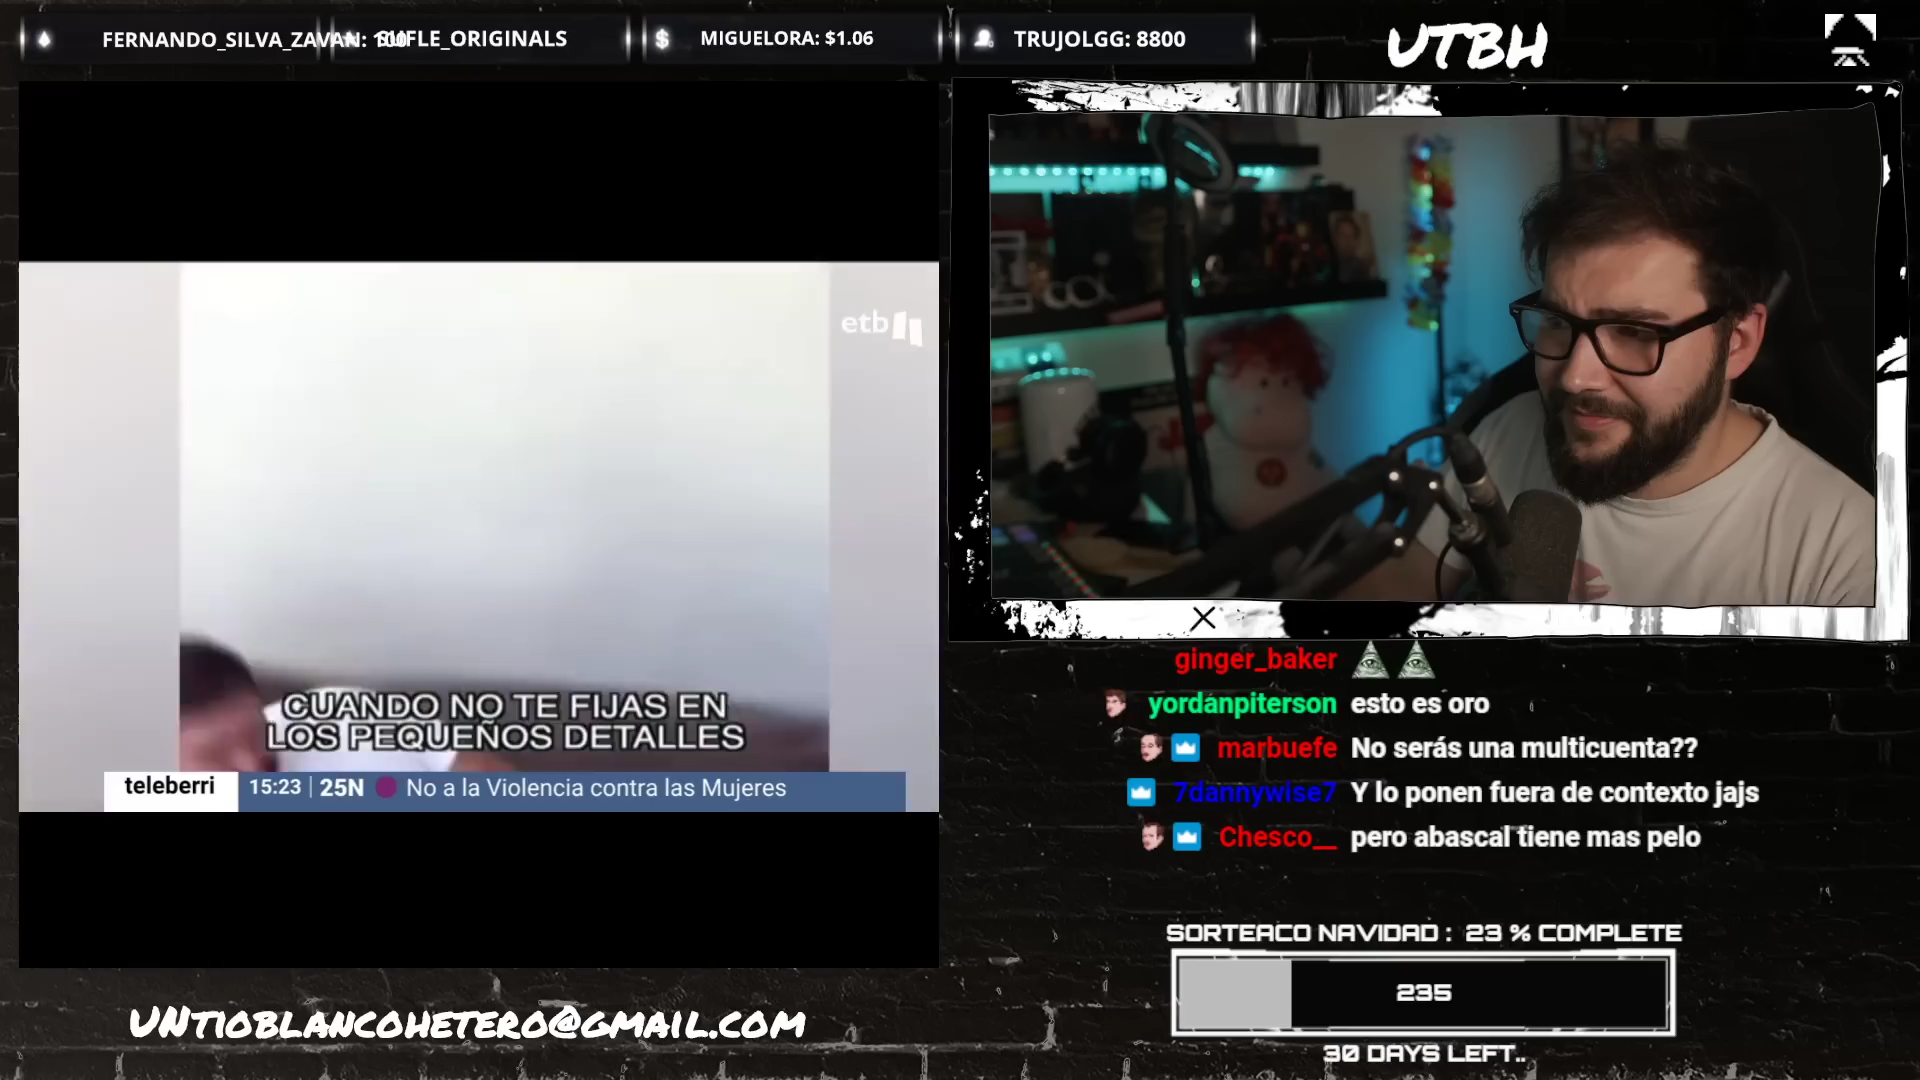 FERNANDO_SILVA_ZAVAN: 100
SUFLE_ORIGINALS
$ MIGUELORA: $1.06
TRUJOLGG: 8800
UTBH
etb
CUANDO NO TE FIJAS EN
LOS PEQUEÑOS DETALLES
teleberri
15:23 | 25N No a la Violencia contra las Mujeres
ginger_baker
yordanpiterson esto es oro
marbuefe No serás una multicuenta??
7dannywise7 Y lo ponen fuera de contexto jajs
Chesco__ pero abascal tiene mas pelo
SORTEACO NAVIDAD : 23 % COMPLETE
235
30 DAYS LEFT..
UNTIOBLANCOHETERO@GMAIL.COM